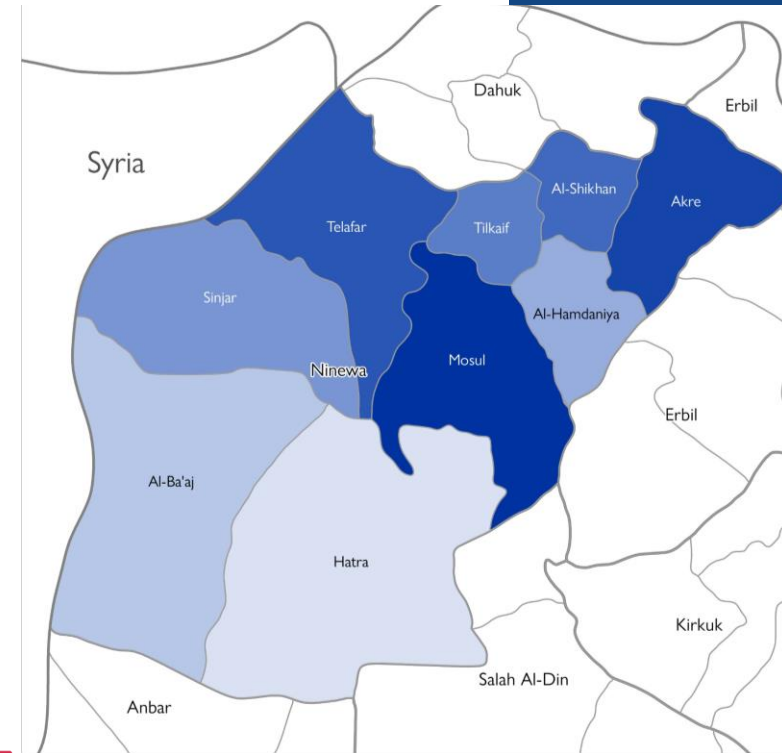 Dahuk
Erbil
Syria
Al-Shikhan
Akre
Telafar
Tilkaif
Sinjar
Al-Hamdaniya
Mosul
Ninewa
Erbil
Al-Ba'aj
Hatra
Kirkuk
Salah Al-Din
Anbar